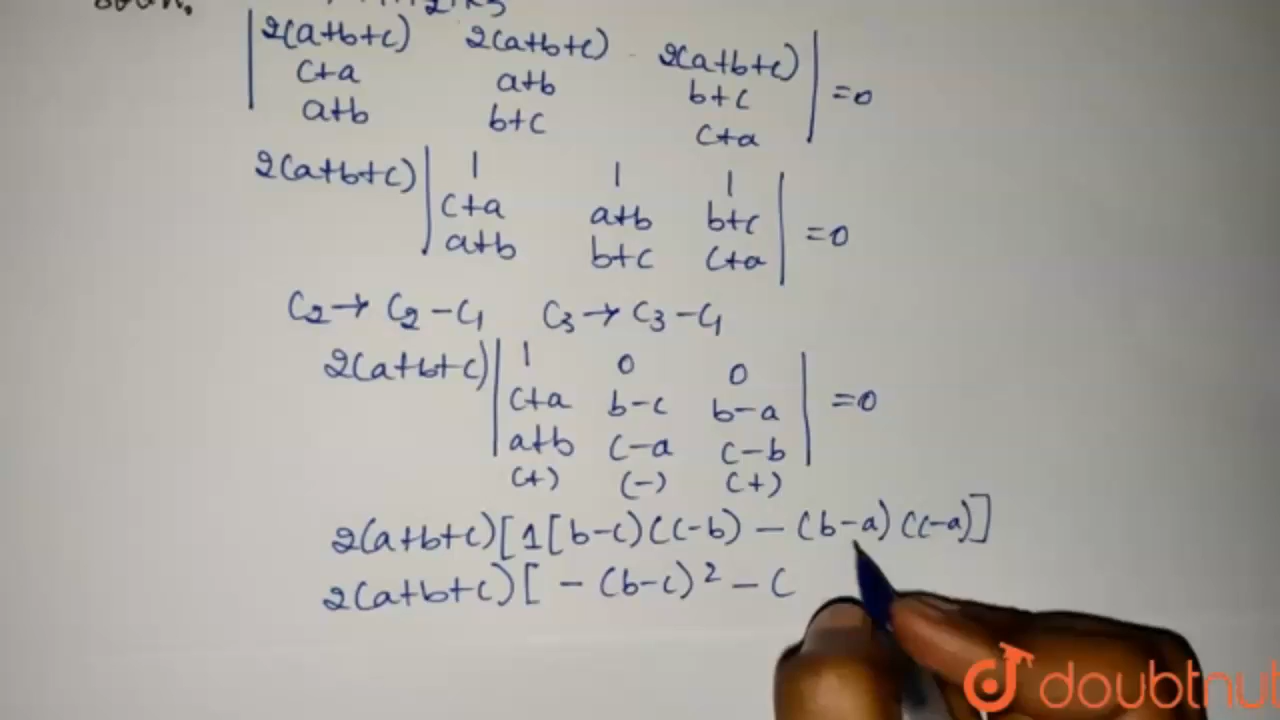 |2(a+b+c) 2(a+b+c) 2(a+b+c)|
|c+a a+b b+c| =0
|a+b b+c c+a|
2(a+b+c)|1 1 1|
|c+a a+b b+c| =0
|a+b b+c c+a|
C2→C2-C1 C3→C3-C1
2(a+b+c)|1 0 0|
|c+a b-c b-a| =0
|a+b c-a c-b|
(+) (-) (+)
2(a+b+c)[1[b-c)(c-b) - (b-a)(c-a)]
2(a+b+c)[ -(b-c)² - (
doubtnut